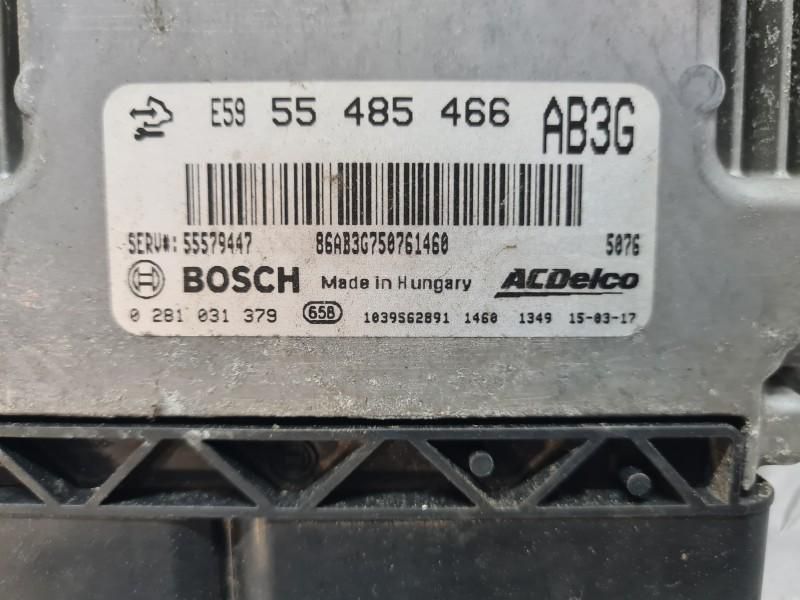 E59 55 485 466 AB3G
SERV#: 55579447 86AB3G750761460 5076
BOSCH Made in Hungary ACDelco
0 281 031 379 658 1039S62891 1460 1349 15-03-17